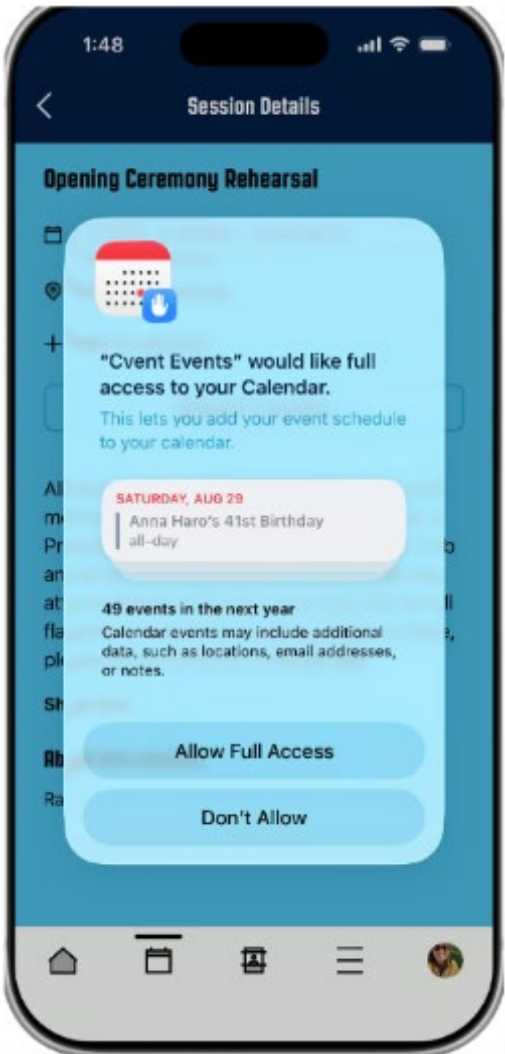 1:48
Session Details
Opening Ceremony Rehearsal
"Cvent Events" would like full
access to your Calendar.
This lets you add your event schedule
to your calendar.
SATURDAY, AUG 29
Anna Haro's 41st Birthday
all-day
49 events in the next year
Calendar events may include additional
data, such as locations, email addresses,
or notes.
Allow Full Access
Don't Allow